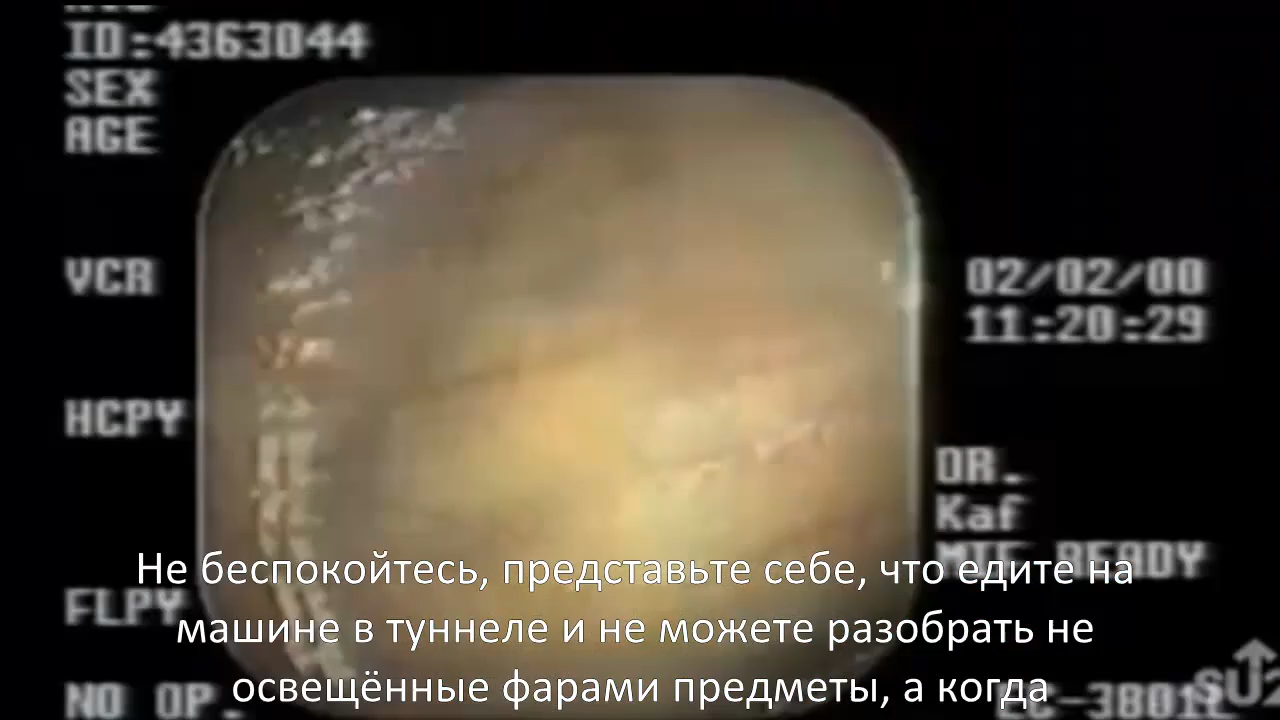 ID:4363044
SEX
AGE
VCR
02/02/00
11:20:29
HCPY
DR.
Kaf
READY
FLPY
NO OP.
Не беспокойтесь, представьте себе, что едите на
машине в туннеле и не можете разобрать не
освещённые фарами предметы, а когда